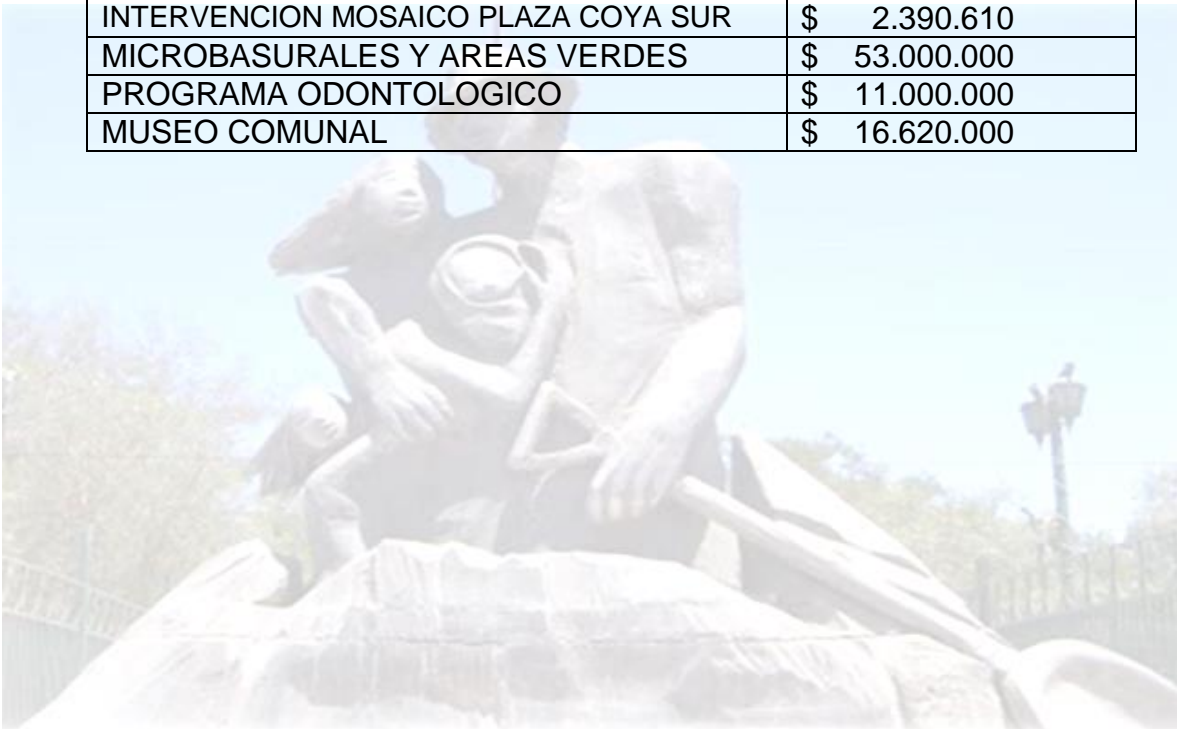 INTERVENCION MOSAICO PLAZA COYA SUR $ 2.390.610
MICROBASURALES Y AREAS VERDES $ 53.000.000
PROGRAMA ODONTOLOGICO $ 11.000.000
MUSEO COMUNAL $ 16.620.000